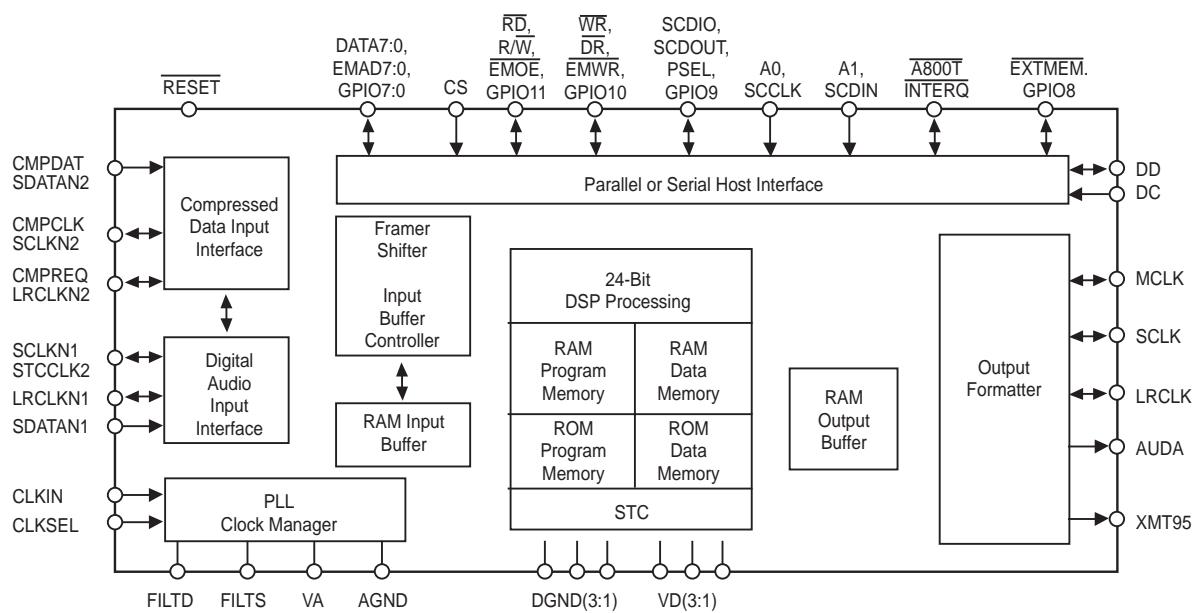 RESET
DATA7:0,
EMAD7:0,
GPIO7:0
CS
RD,
R/W,
EMOE,
GPIO11
WR,
DR,
EMWR,
GPIO10
SCDIO,
SCDOUT,
PSEL,
GPIO9
A0,
SCCLK
A1,
SCDIN
A800T
INTERQ
EXTMEM.
GPIO8
CMPDAT
SDATAN2
CMPCLK
SCLKN2
CMPREQ
LRCLKN2
SCLKN1
STCCLK2
LRCLKN1
SDATAN1
CLKIN
CLKSEL
Compressed
Data Input
Interface
Digital
Audio
Input
Interface
PLL
Clock Manager
Parallel or Serial Host Interface
Framer
Shifter
Input
Buffer
Controller
RAM Input
Buffer
24-Bit
DSP Processing
RAM
Program
Memory
RAM
Data
Memory
ROM
Program
Memory
ROM
Data
Memory
STC
RAM
Output
Buffer
Output
Formatter
DD
DC
MCLK
SCLK
LRCLK
AUDA
XMT95
FILTD
FILTS
VA
AGND
DGND(3:1)
VD(3:1)